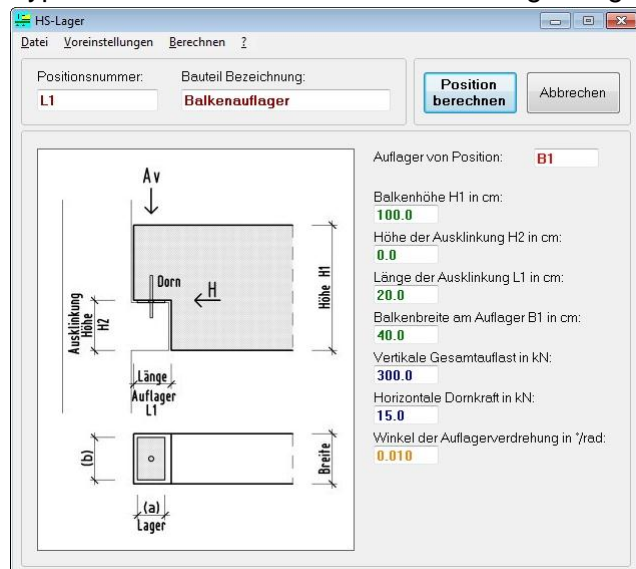 HS-Lager
Datei Voreinstellungen Berechnen ?
Positionsnummer: Bauteil Bezeichnung:
L1 Balkenauflager
Position berechnen
Abbrechen
Av
Dorn
H
Ausklinkung
Höhe
H2
Höhe H1
Länge
Auflager
L1
(b)
Breite
(a)
Lager
Auflager von Position: B1
Balkenhöhe H1 in cm:
100.0
Höhe der Ausklinkung H2 in cm:
0.0
Länge der Ausklinkung L1 in cm:
20.0
Balkenbreite am Auflager B1 in cm:
40.0
Vertikale Gesamtauflast in kN:
300.0
Horizontale Dornkraft in kN:
15.0
Winkel der Auflagerverdrehung in °/rad:
0.010